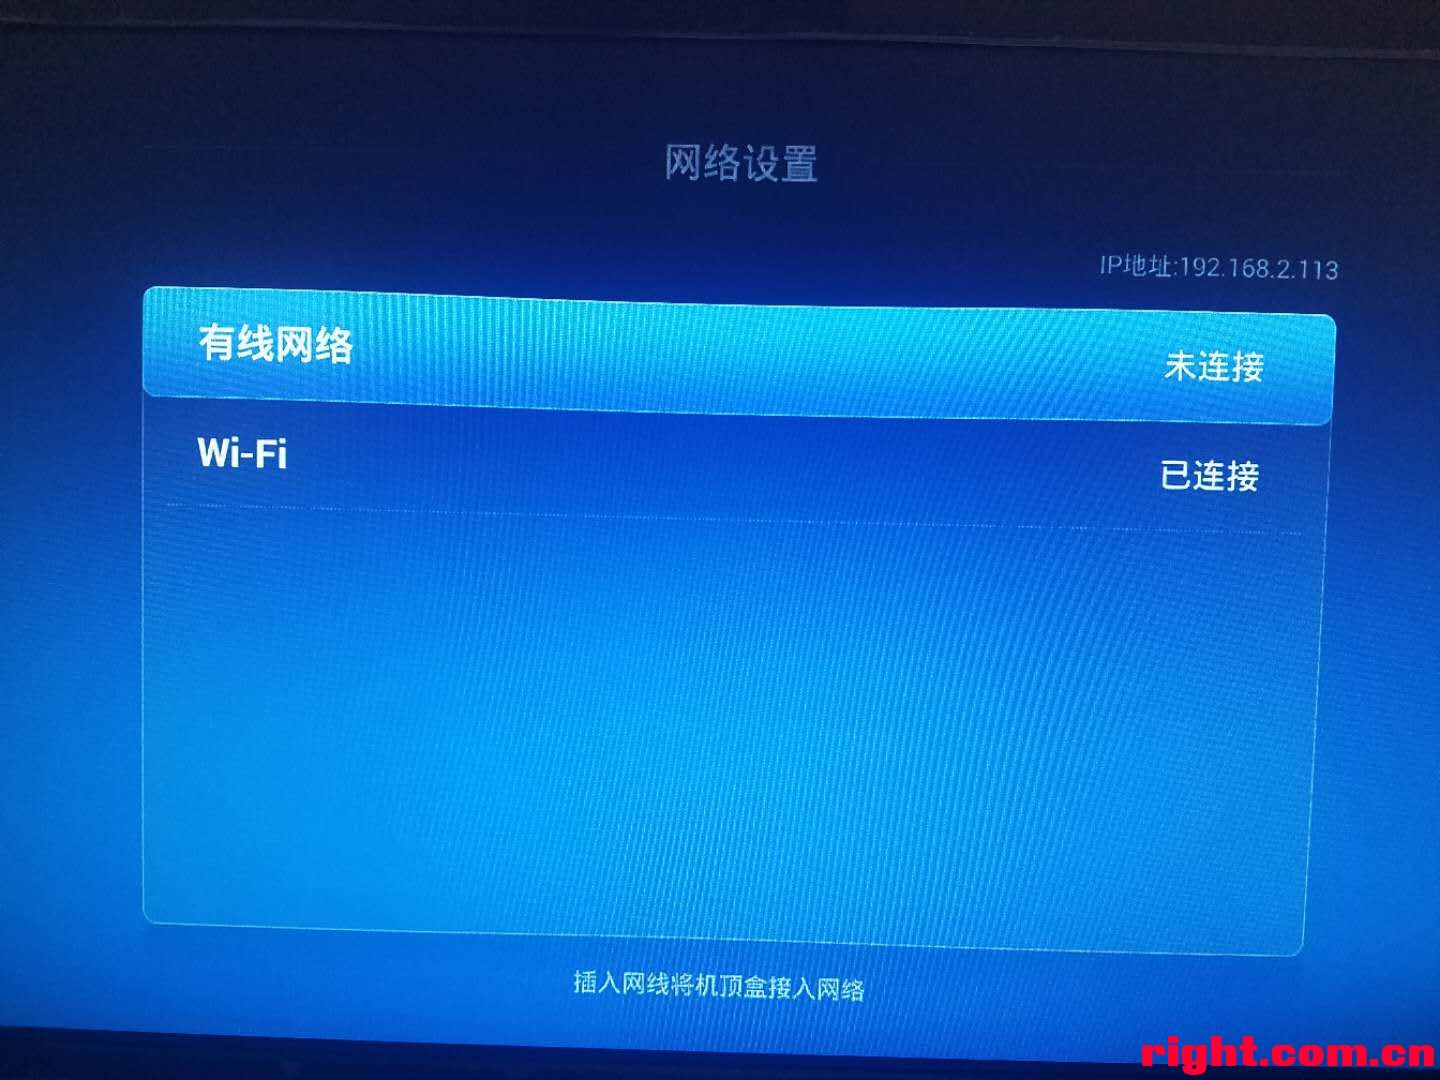 网络设置
IP地址:192.168.2.113
有线网络
未连接
Wi-Fi
已连接
插入网线将机顶盒接入网络
right.com.cn